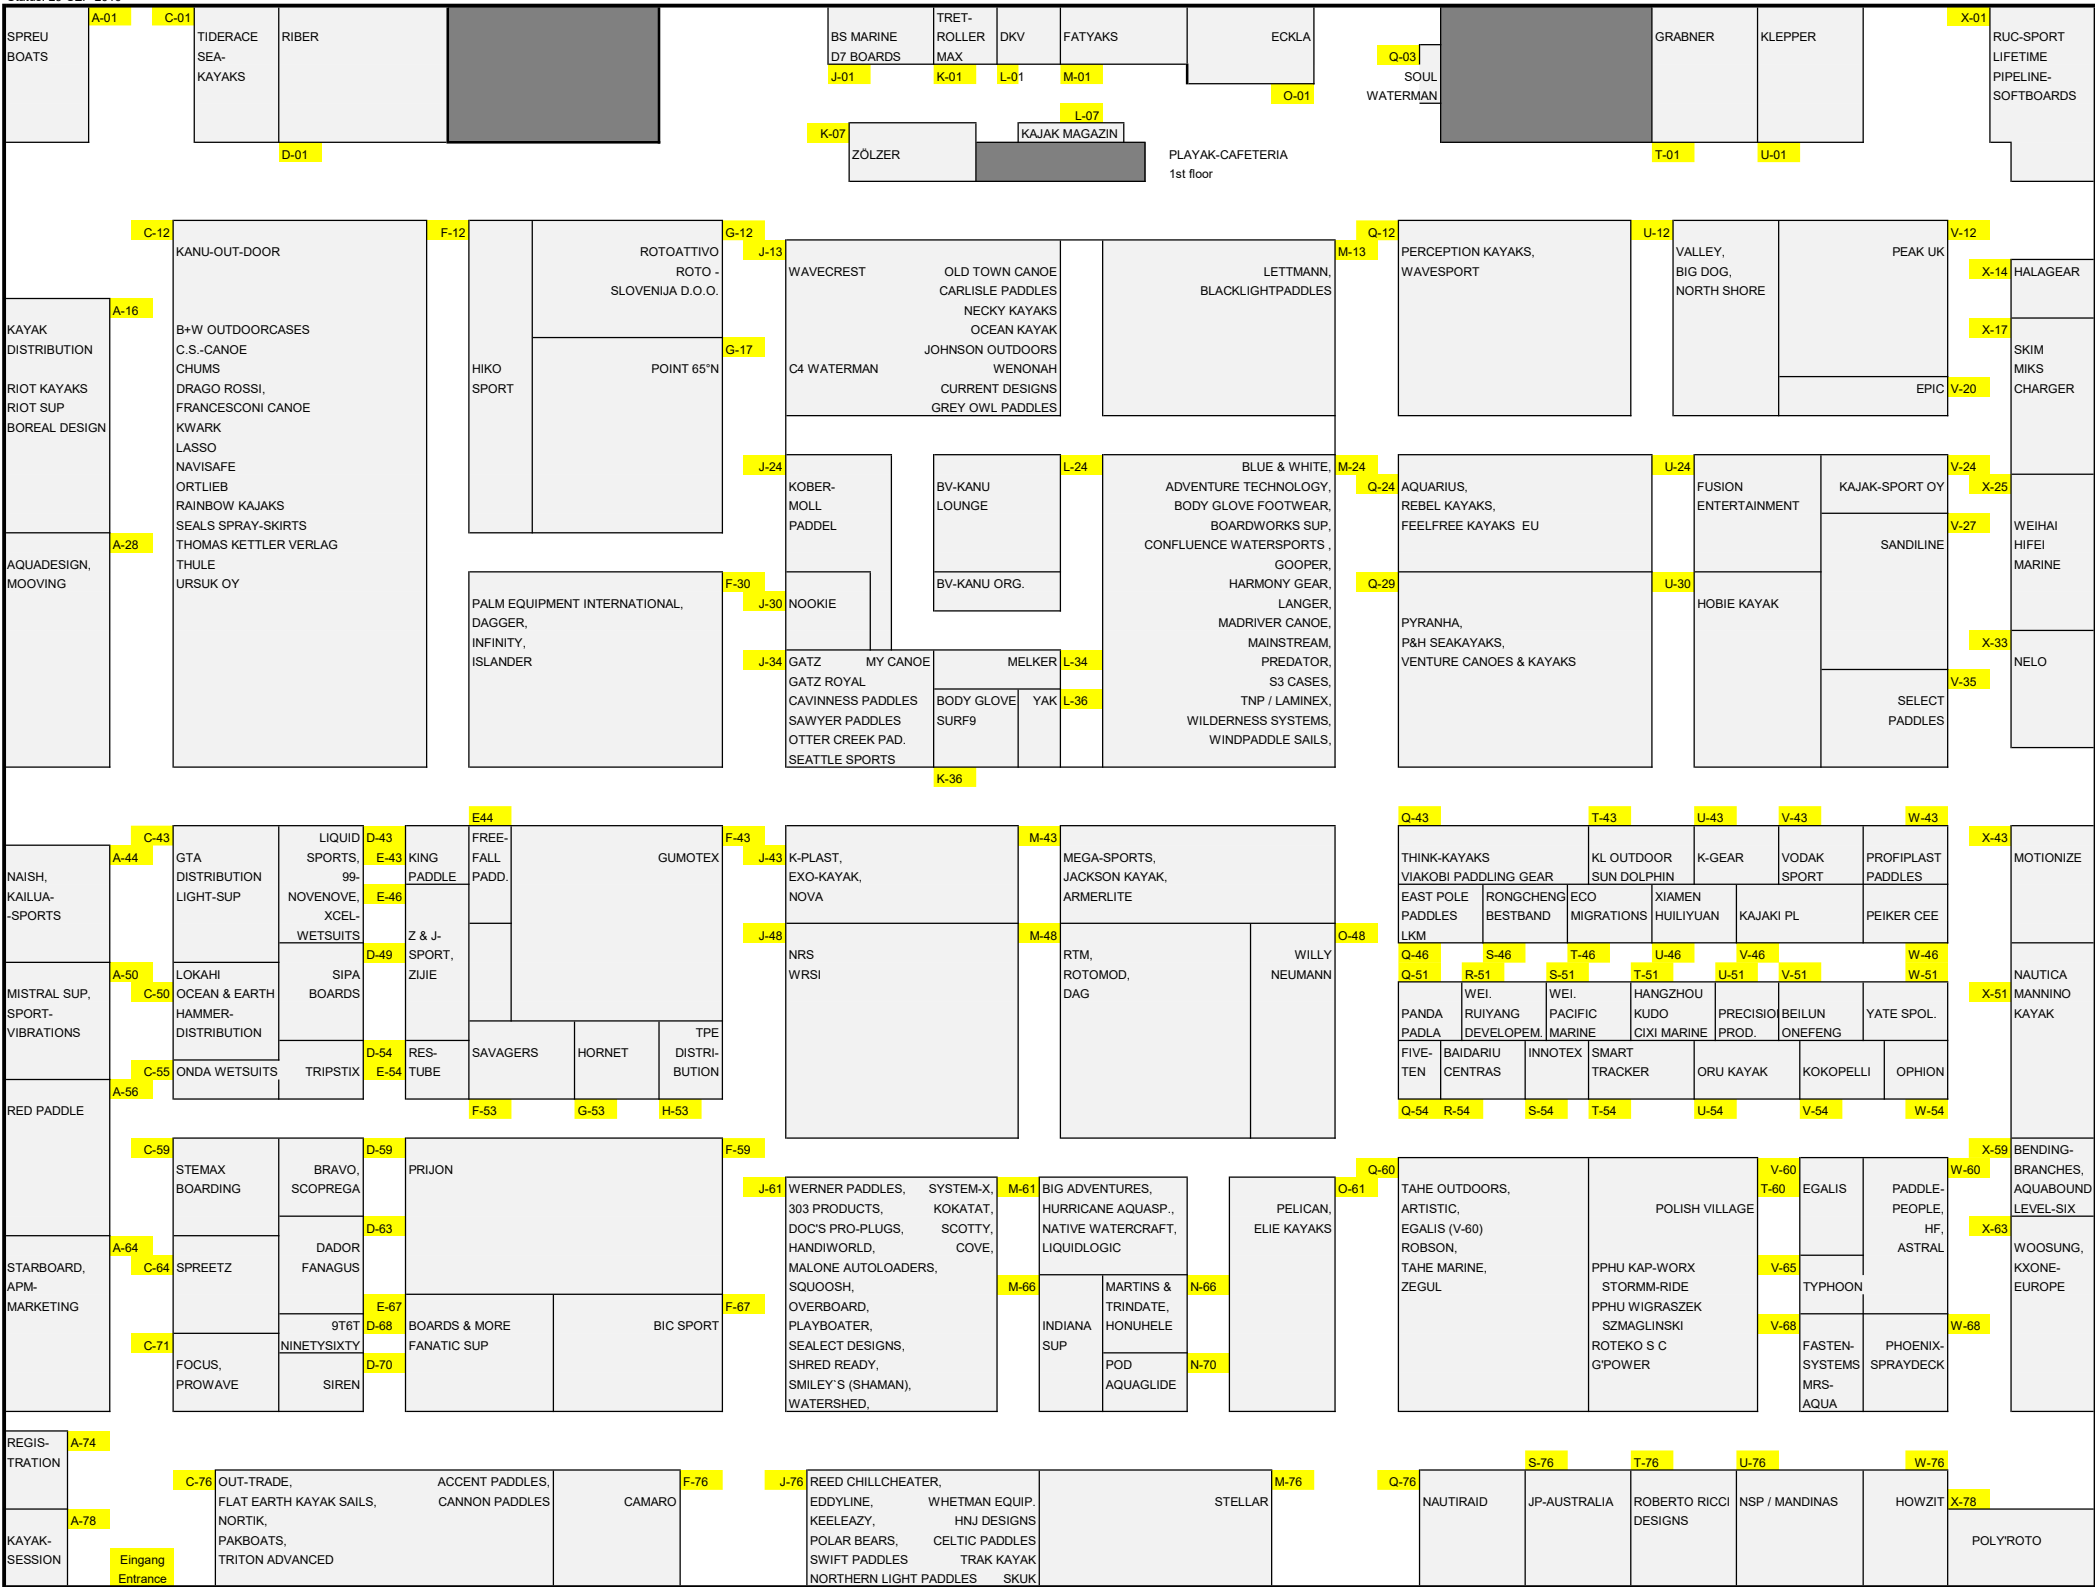 A-01
C-01
SPREU
BOATS
TIDERACE
SEA-
KAYAKS
RIBER
D-01
BS MARINE
D7 BOARDS
J-01
TRET-
ROLLER
MAX
K-01
DKV
L-01
FATYAKS
M-01
ECKLA
O-01
L-07
KAJAK MAGAZIN
K-07
ZÖLZER
PLAYAK-CAFETERIA
1st floor
Q-03
SOUL
WATERMAN
GRABNER
T-01
KLEPPER
U-01
X-01
RUC-SPORT
LIFETIME
PIPELINE-
SOFTBOARDS
C-12
KANU-OUT-DOOR
B+W OUTDOORCASES
C.S.-CANOE
CHUMS
DRAGO ROSSI,
FRANCESCONI CANOE
KWARK
LASSO
NAVISAFE
ORTLIEB
RAINBOW KAJAKS
SEALS SPRAY-SKIRTS
THOMAS KETTLER VERLAG
THULE
URSUK OY
A-16
KAYAK
DISTRIBUTION
RIOT KAYAKS
RIOT SUP
BOREAL DESIGN
A-28
AQUADESIGN,
MOOVING
F-12
HIKO
SPORT
G-12
ROTOATTIVO
ROTO -
SLOVENIJA D.O.O.
G-17
POINT 65°N
F-30
PALM EQUIPMENT INTERNATIONAL,
DAGGER,
INFINITY,
ISLANDER
J-13
WAVECREST
C4 WATERMAN
OLD TOWN CANOE
CARLISLE PADDLES
NECKY KAYAKS
OCEAN KAYAK
JOHNSON OUTDOORS
WENONAH
CURRENT DESIGNS
GREY OWL PADDLES
M-13
LETTMANN,
BLACKLIGHTPADDLES
J-24
KOBER-
MOLL
PADDEL
L-24
BV-KANU
LOUNGE
BV-KANU ORG.
J-30
NOOKIE
J-34
GATZ
MY CANOE
GATZ ROYAL
CAVINNESS PADDLES
SAWYER PADDLES
OTTER CREEK PAD.
SEATTLE SPORTS
MELKER
L-34
BODY GLOVE
SURF9
YAK
L-36
K-36
M-24
BLUE & WHITE,
ADVENTURE TECHNOLOGY,
BODY GLOVE FOOTWEAR,
BOARDWORKS SUP,
CONFLUENCE WATERSPORTS ,
GOOPER,
HARMONY GEAR,
LANGER,
MADRIVER CANOE,
MAINSTREAM,
PREDATOR,
S3 CASES,
TNP / LAMINEX,
WILDERNESS SYSTEMS,
WINDPADDLE SAILS,
Q-12
PERCEPTION KAYAKS,
WAVESPORT
U-12
VALLEY,
BIG DOG,
NORTH SHORE
V-12
PEAK UK
EPIC
V-20
X-14
HALAGEAR
X-17
SKIM
MIKS
CHARGER
Q-24
AQUARIUS,
REBEL KAYAKS,
FEELFREE KAYAKS EU
U-24
FUSION
ENTERTAINMENT
V-24
KAJAK-SPORT OY
V-27
SANDILINE
X-25
WEIHAI
HIFEI
MARINE
Q-29
PYRANHA,
P&H SEAKAYAKS,
VENTURE CANOES & KAYAKS
U-30
HOBIE KAYAK
V-35
SELECT
PADDLES
X-33
NELO
A-44
NAISH,
KAILUA-
-SPORTS
C-43
GTA
DISTRIBUTION
LIGHT-SUP
D-43
LIQUID
SPORTS,
99-
NOVENOVE,
XCEL-
WETSUITS
E-43
KING
PADDLE
E44
FREE-
FALL
PADD.
F-43
GUMOTEX
E-46
Z & J-
SPORT,
ZIJIE
D-49
SIPA
BOARDS
A-50
MISTRAL SUP,
SPORT-
VIBRATIONS
C-50
LOKAHI
OCEAN & EARTH
HAMMER-
DISTRIBUTION
D-54
C-55
ONDA WETSUITS
TRIPSTIX
E-54
RES-
TUBE
SAVAGERS
F-53
HORNET
G-53
TPE
DISTRI-
BUTION
H-53
A-56
RED PADDLE
J-43
K-PLAST,
EXO-KAYAK,
NOVA
M-43
MEGA-SPORTS,
JACKSON KAYAK,
ARMERLITE
J-48
NRS
WRSI
M-48
RTM,
ROTOMOD,
DAG
O-48
WILLY
NEUMANN
Q-43
T-43
U-43
V-43
W-43
THINK-KAYAKS
VIAKOBI PADDLING GEAR
KL OUTDOOR
SUN DOLPHIN
K-GEAR
VODAK
SPORT
PROFIPLAST
PADDLES
EAST POLE
PADDLES
LKM
RONGCHENG
BESTBAND
ECO
MIGRATIONS
XIAMEN
HUILIYUAN
KAJAKI PL
PEIKER CEE
Q-46
S-46
T-46
U-46
V-46
W-46
Q-51
R-51
S-51
T-51
U-51
V-51
W-51
PANDA
PADLA
WEI.
RUIYANG
DEVELOPEM.
WEI.
PACIFIC
MARINE
HANGZHOU
KUDO
CIXI MARINE
PRECISIO
PROD.
BEILUN
ONEFENG
YATE SPOL.
FIVE-
TEN
BAIDARIU
CENTRAS
INNOTEX
SMART
TRACKER
ORU KAYAK
KOKOPELLI
OPHION
Q-54
R-54
S-54
T-54
U-54
V-54
W-54
X-43
MOTIONIZE
X-51
NAUTICA
MANNINO
KAYAK
C-59
STEMAX
BOARDING
D-59
BRAVO,
SCOPREGA
D-63
DADOR
FANAGUS
A-64
STARBOARD,
APM-
MARKETING
C-64
SPREETZ
D-68
9T6T
NINETYSIXTY
D-70
SIREN
C-71
FOCUS,
PROWAVE
F-59
PRIJON
E-67
BOARDS & MORE
FANATIC SUP
F-67
BIC SPORT
J-61
WERNER PADDLES,
303 PRODUCTS,
DOC'S PRO-PLUGS,
HANDIWORLD,
MALONE AUTOLOADERS,
SQUOOSH,
OVERBOARD,
PLAYBOATER,
SEALECT DESIGNS,
SHRED READY,
SMILEY`S (SHAMAN),
WATERSHED,
SYSTEM-X,
KOKATAT,
SCOTTY,
COVE,
M-61
BIG ADVENTURES,
HURRICANE AQUASP.,
NATIVE WATERCRAFT,
LIQUIDLOGIC
M-66
INDIANA
SUP
N-66
MARTINS &
TRINDATE,
HONUHELE
N-70
POD
AQUAGLIDE
O-61
PELICAN,
ELIE KAYAKS
Q-60
TAHE OUTDOORS,
ARTISTIC,
EGALIS (V-60)
ROBSON,
TAHE MARINE,
ZEGUL
T-60
POLISH VILLAGE
PPHU KAP-WORX
STORMM-RIDE
PPHU WIGRASZEK
SZMAGLINSKI
ROTEKO S C
G'POWER
V-60
EGALIS
V-65
TYPHOON
V-68
FASTEN-
SYSTEMS
MRS-
AQUA
W-60
PADDLE-
PEOPLE,
HF,
ASTRAL
W-68
PHOENIX-
SPRAYDECK
X-59
BENDING-
BRANCHES,
AQUABOUND
LEVEL-SIX
X-63
WOOSUNG,
KXONE-
EUROPE
REGIS-
TRATION
A-74
A-78
KAYAK-
SESSION
Eingang
Entrance
C-76
OUT-TRADE,
FLAT EARTH KAYAK SAILS,
NORTIK,
PAKBOATS,
TRITON ADVANCED
ACCENT PADDLES,
CANNON PADDLES
F-76
CAMARO
J-76
REED CHILLCHEATER,
EDDYLINE,
KEELEAZY,
POLAR BEARS,
SWIFT PADDLES
NORTHERN LIGHT PADDLES
WHETMAN EQUIP.
HNJ DESIGNS
CELTIC PADDLES
TRAK KAYAK
SKUK
M-76
STELLAR
Q-76
NAUTIRAID
S-76
JP-AUSTRALIA
T-76
ROBERTO RICCI
DESIGNS
U-76
NSP / MANDINAS
W-76
HOWZIT
X-78
POLY'ROTO